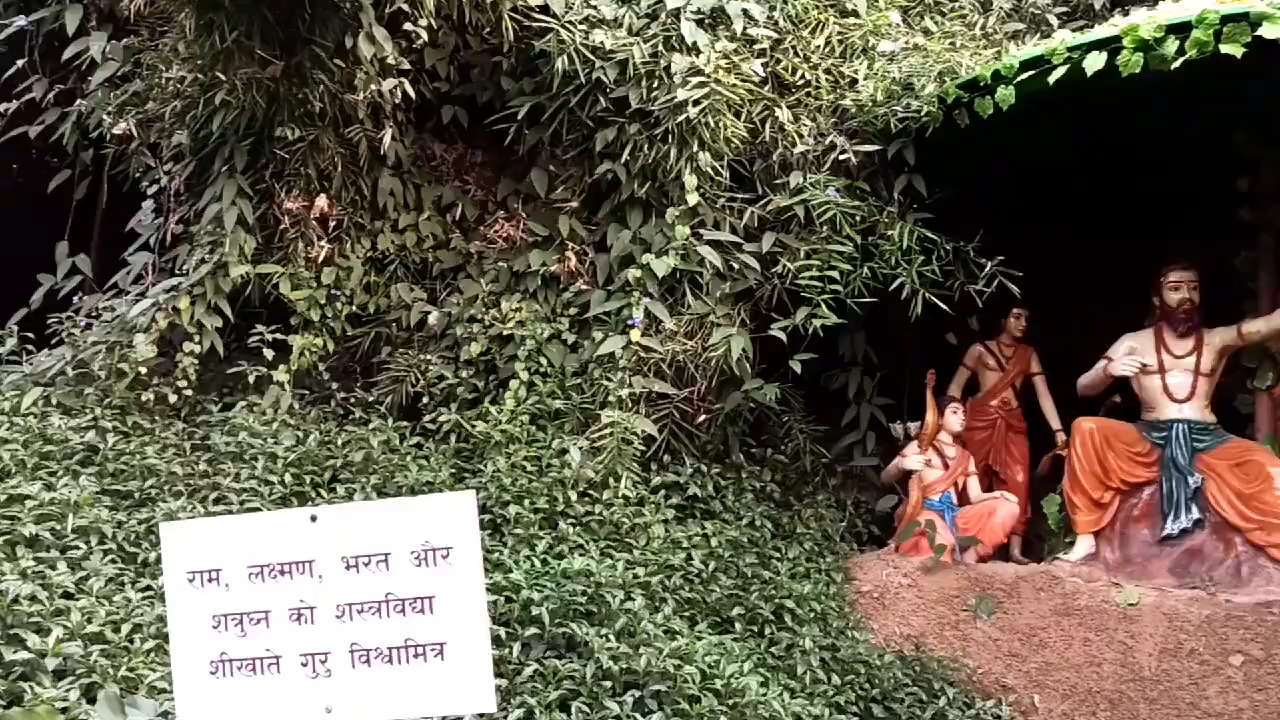 राम, लक्ष्मण, भरत और
शत्रुघ्न को शस्त्रविद्या
शीखाते गुरु विश्वामित्र